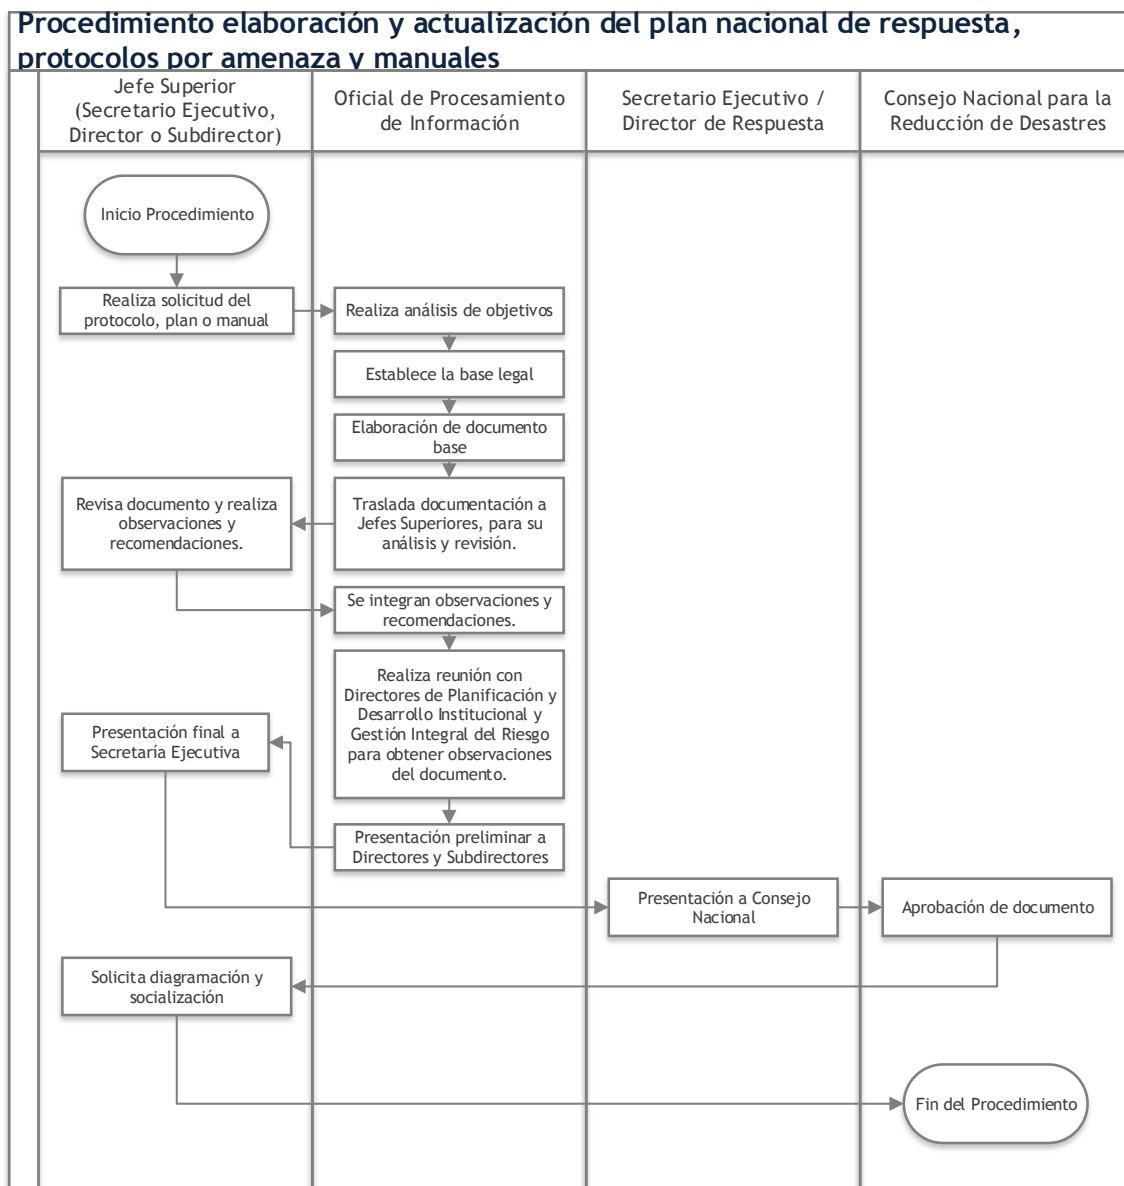 Procedimiento elaboración y actualización del plan nacional de respuesta,
protocolos por amenaza y manuales
Jefe Superior
(Secretario Ejecutivo,
Director o Subdirector)
Oficial de Procesamiento
de Información
Secretario Ejecutivo /
Director de Respuesta
Consejo Nacional para la
Reducción de Desastres
Inicio Procedimiento
Realiza solicitud del
protocolo, plan o manual
Realiza análisis de objetivos
Establece la base legal
Elaboración de documento
base
Traslada documentación a
Jefes Superiores, para su
análisis y revisión.
Revisa documento y realiza
observaciones y
recomendaciones.
Se integran observaciones y
recomendaciones.
Realiza reunión con
Directores de Planificación y
Desarrollo Institucional y
Gestión Integral del Riesgo
para obtener observaciones
del documento.
Presentación preliminar a
Directores y Subdirectores
Presentación final a
Secretaría Ejecutiva
Presentación a Consejo
Nacional
Aprobación de documento
Solicita diagramación y
socialización
Fin del Procedimiento